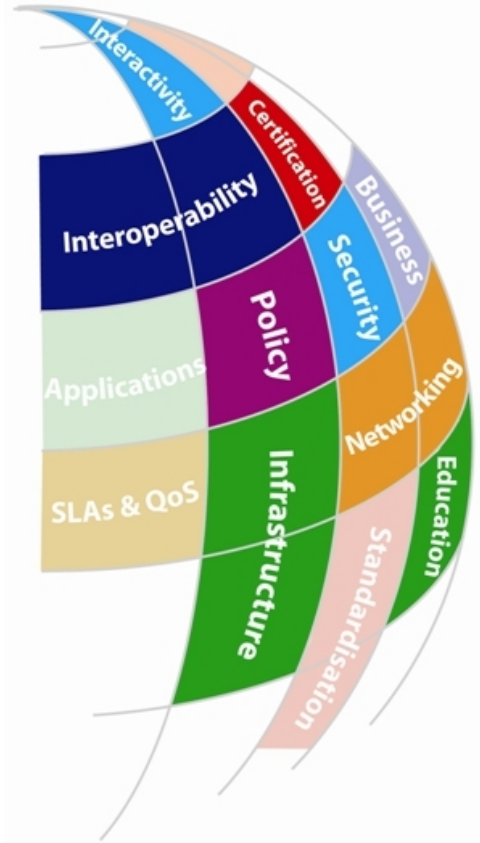 Interactivity
Certification
Business
Interoperability
Security
Policy
Applications
Networking
SLAs & QoS
Infrastructure
Education
Standardisation